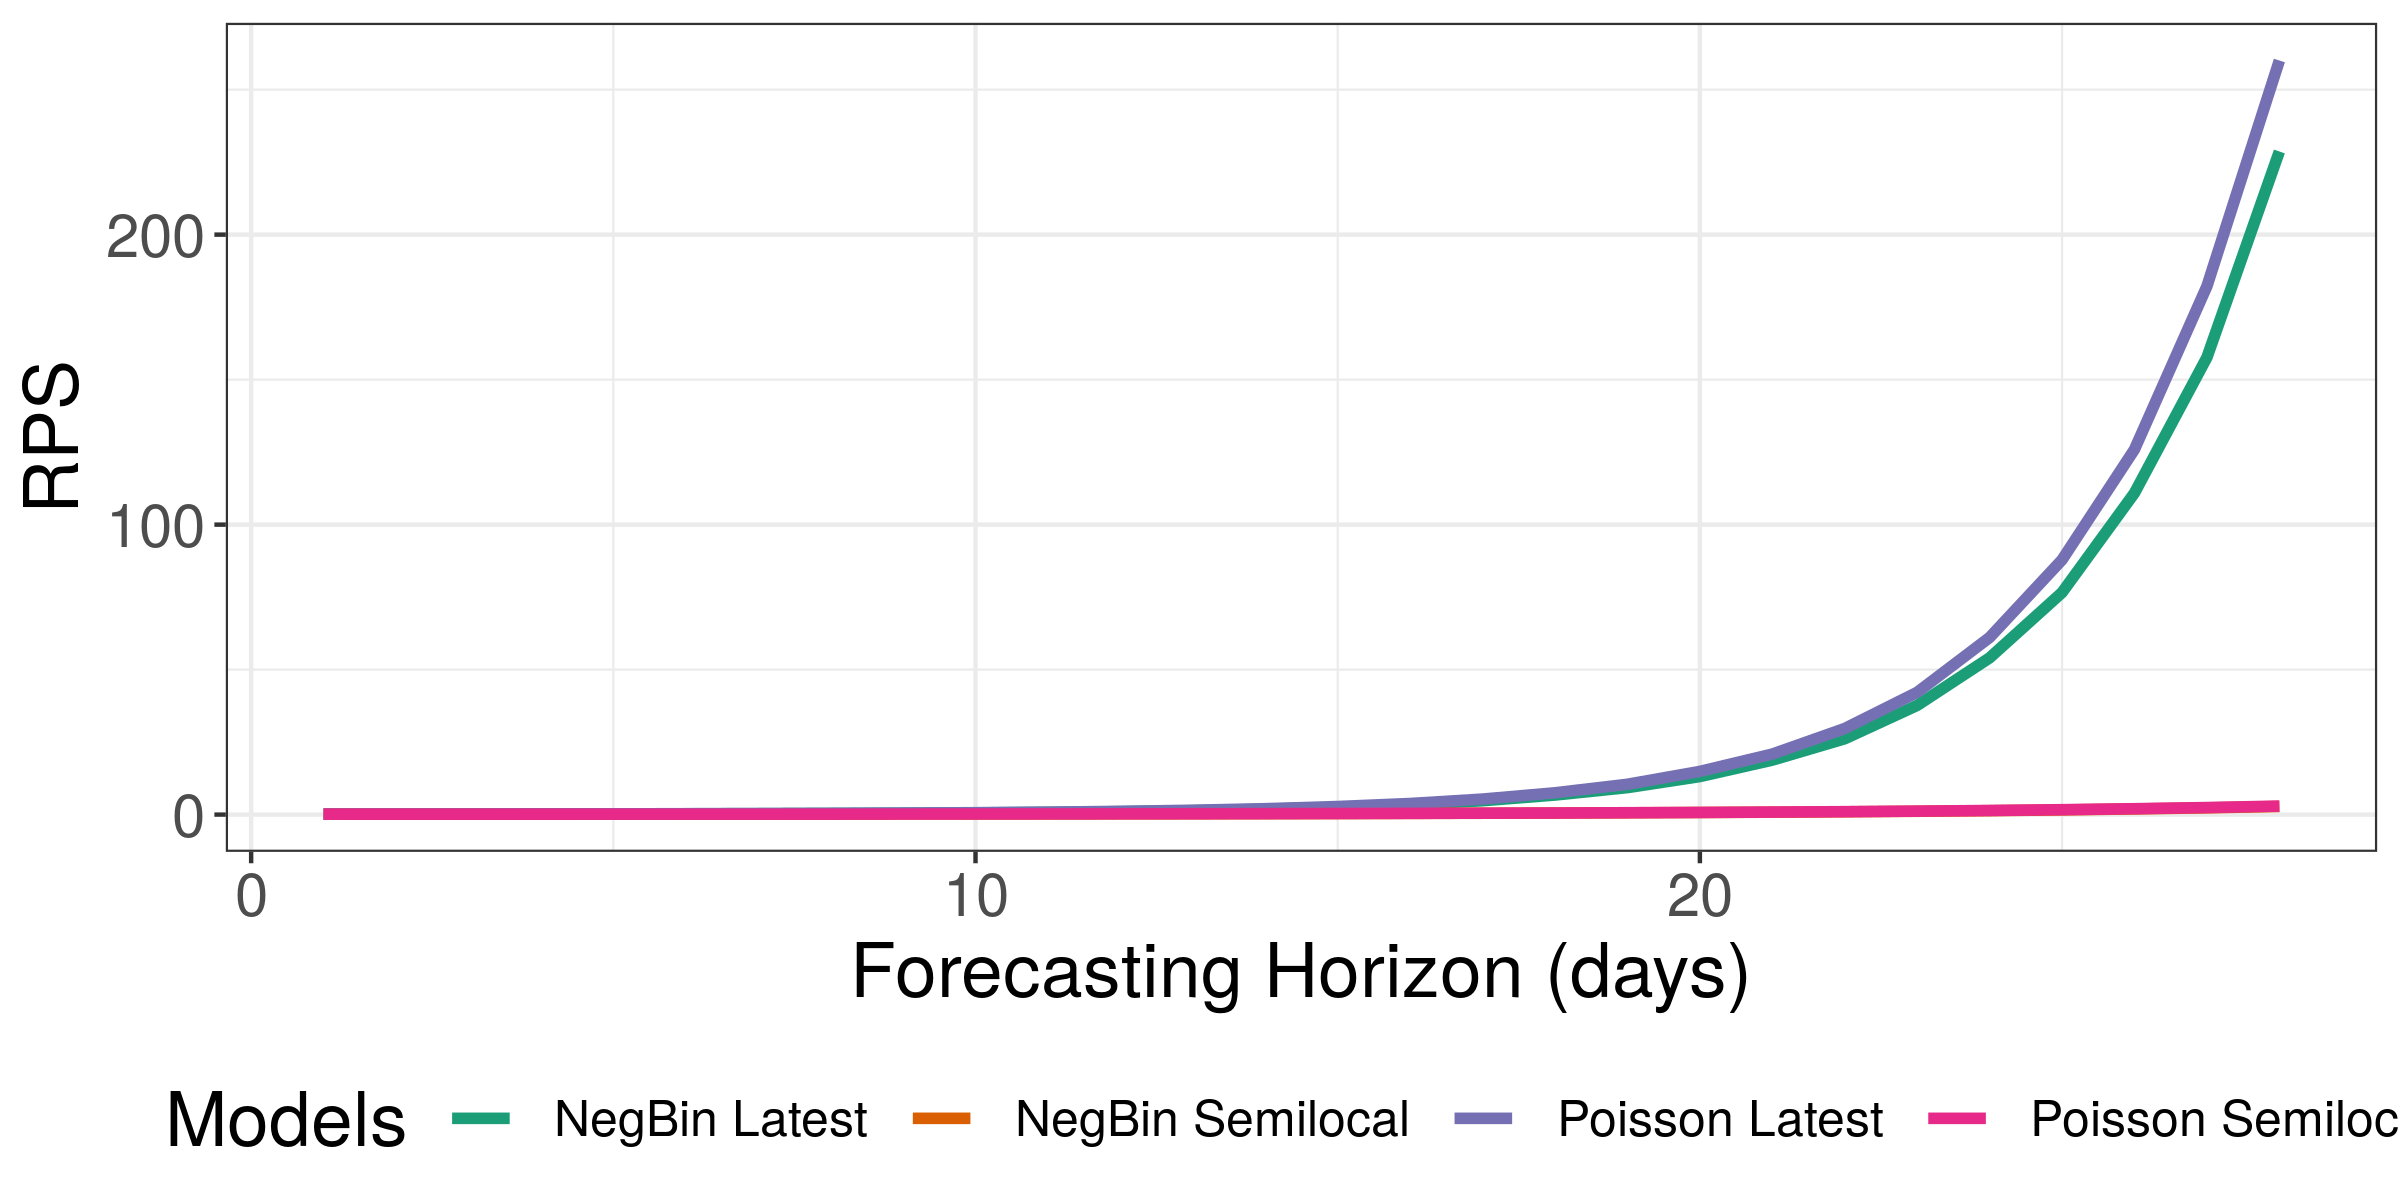 RPS
200
100
0
0 10 20
Forecasting Horizon (days)
Models NegBin Latest NegBin Semilocal Poisson Latest Poisson Semiloc